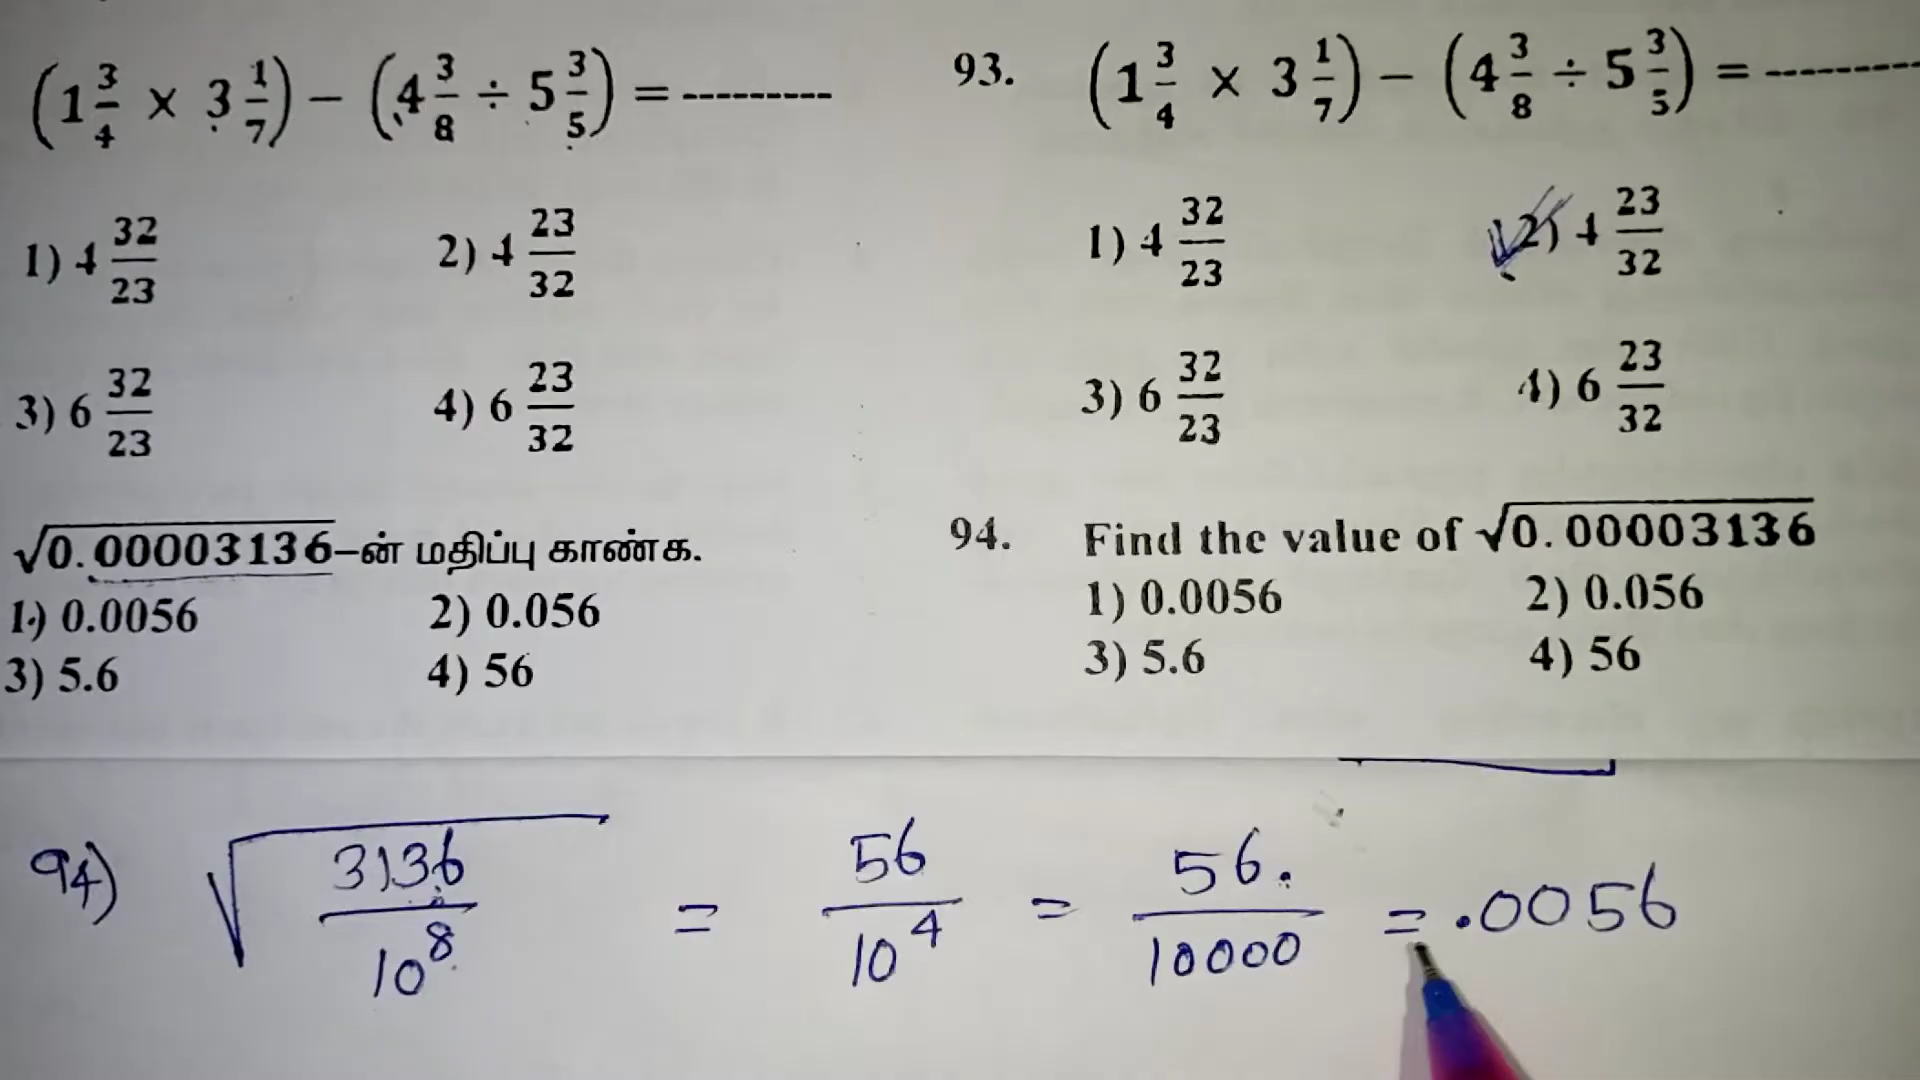 (1 3/4 × 3 1/7) − (4 3/8 ÷ 5 3/5) = ---------
1) 4 32/23 2) 4 23/32
3) 6 32/23 4) 6 23/32
√0.00003136–ன் மதிப்பு காண்க.
1) 0.0056 2) 0.056
3) 5.6 4) 56
93. (1 3/4 × 3 1/7) − (4 3/8 ÷ 5 3/5) = ---------
1) 4 32/23 2) 4 23/32
3) 6 32/23 4) 6 23/32
94. Find the value of √0.00003136
1) 0.0056 2) 0.056
3) 5.6 4) 56
94) √(3136/10⁸) = 56/10⁴ = 56./10000 = .0056